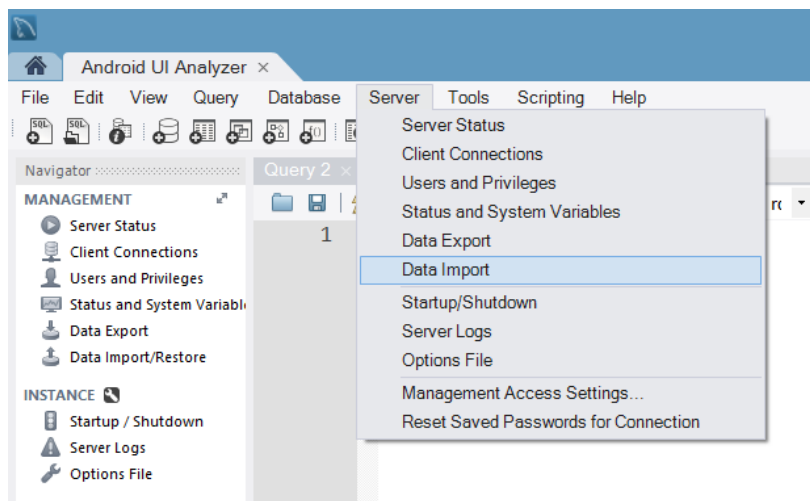 Android UI Analyzer ×
File Edit View Query Database Server Tools Scripting Help
SQL SQL
Navigator
Query 2 ×
MANAGEMENT
Server Status
Client Connections
Users and Privileges
Status and System Variable
Data Export
Data Import/Restore
INSTANCE
Startup / Shutdown
Server Logs
Options File
1
Server Status
Client Connections
Users and Privileges
Status and System Variables
Data Export
Data Import
Startup/Shutdown
Server Logs
Options File
Management Access Settings...
Reset Saved Passwords for Connection